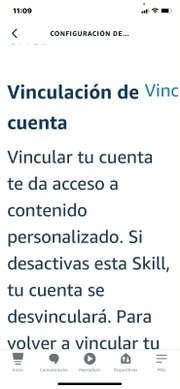 11:09
CONFIGURACIÓN DE...
Vinculación de Vinc
cuenta
Vincular tu cuenta
te da acceso a
contenido
personalizado. Si
desactivas esta Skill,
tu cuenta se
desvinculará. Para
volver a vincular tu
Inicio Comunicación Reproducir Dispositivos Más